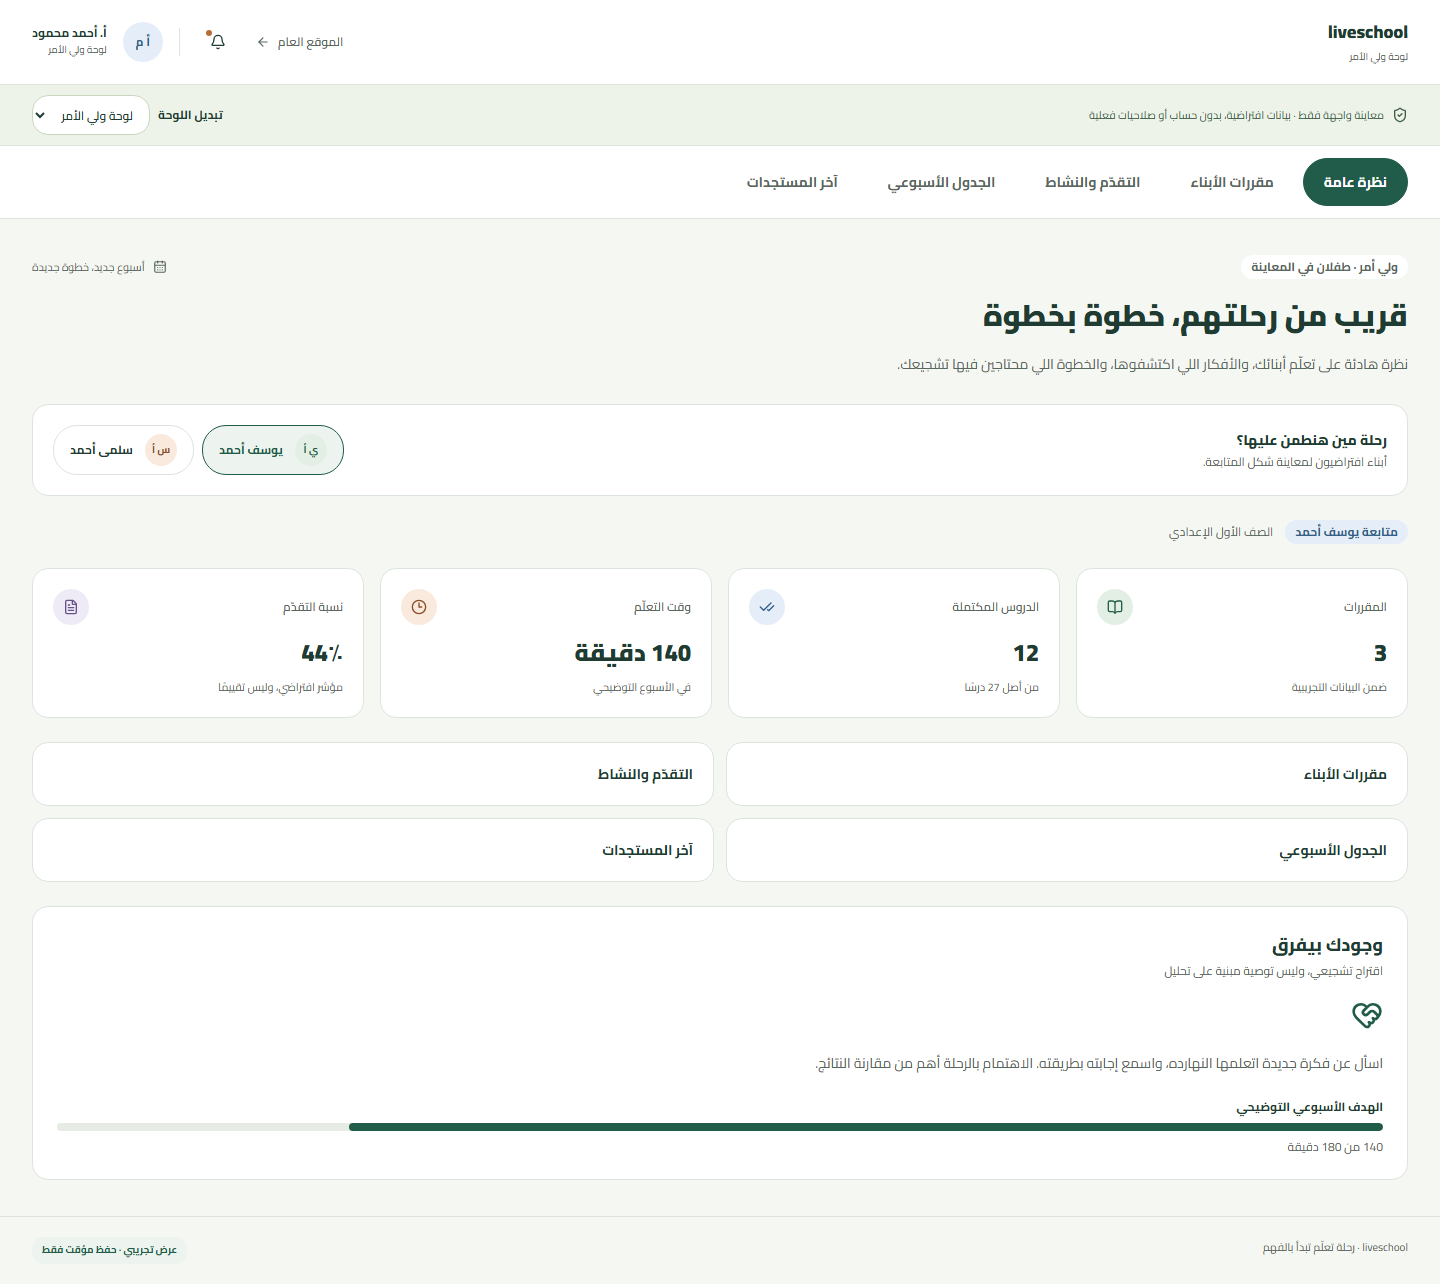 liveschool
لوحة ولي الأمر
الموقع العام
أ م
أ. أحمد محمود
لوحة ولي الأمر
معاينة واجهة فقط · بيانات افتراضية، بدون حساب أو صلاحيات فعلية
تبديل اللوحة
لوحة ولي الأمر
نظرة عامة
مقررات الأبناء
التقدّم والنشاط
الجدول الأسبوعي
آخر المستجدات
ولي أمر · طفلان في المعاينة
أسبوع جديد، خطوة جديدة
قريب من رحلتهم، خطوة بخطوة
نظرة هادئة على تعلّم أبنائك، والأفكار اللي اكتشفوها، والخطوة اللي محتاجين فيها تشجيعك.
رحلة مين هنطمن عليها؟
أبناء افتراضيون لمعاينة شكل المتابعة.
ي أ
يوسف أحمد
س أ
سلمى أحمد
متابعة يوسف أحمد
الصف الأول الإعدادي
المقررات
3
ضمن البيانات التجريبية
الدروس المكتملة
12
من أصل 27 درسًا
وقت التعلّم
140 دقيقة
في الأسبوع التوضيحي
نسبة التقدّم
44٪
مؤشر افتراضي، وليس تقييمًا
مقررات الأبناء
التقدّم والنشاط
الجدول الأسبوعي
آخر المستجدات
وجودك بيفرق
اقتراح تشجيعي، وليس توصية مبنية على تحليل
اسأل عن فكرة جديدة اتعلمها النهارده، واسمع إجابته بطريقته. الاهتمام بالرحلة أهم من مقارنة النتائج.
الهدف الأسبوعي التوضيحي
140 من 180 دقيقة
liveschool · رحلة تعلّم تبدأ بالفهم
عرض تجريبي · حفظ مؤقت فقط